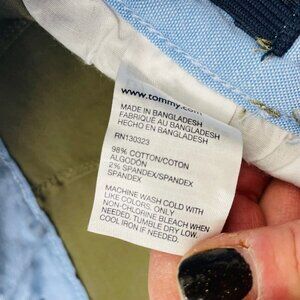 www.tommy.com
MADE IN BANGLADESH
FABRIQUÉ AU BANGLADESH
HECHO EN BANGLADESH
RN130323
98% COTTON/COTON
ALGODÓN
2% SPANDEX/SPANDEX
SPANDEX
MACHINE WASH COLD WITH
LIKE COLORS. ONLY
NON-CHLORINE BLEACH WHEN
NEEDED. TUMBLE DRY LOW.
COOL IRON IF NEEDED.